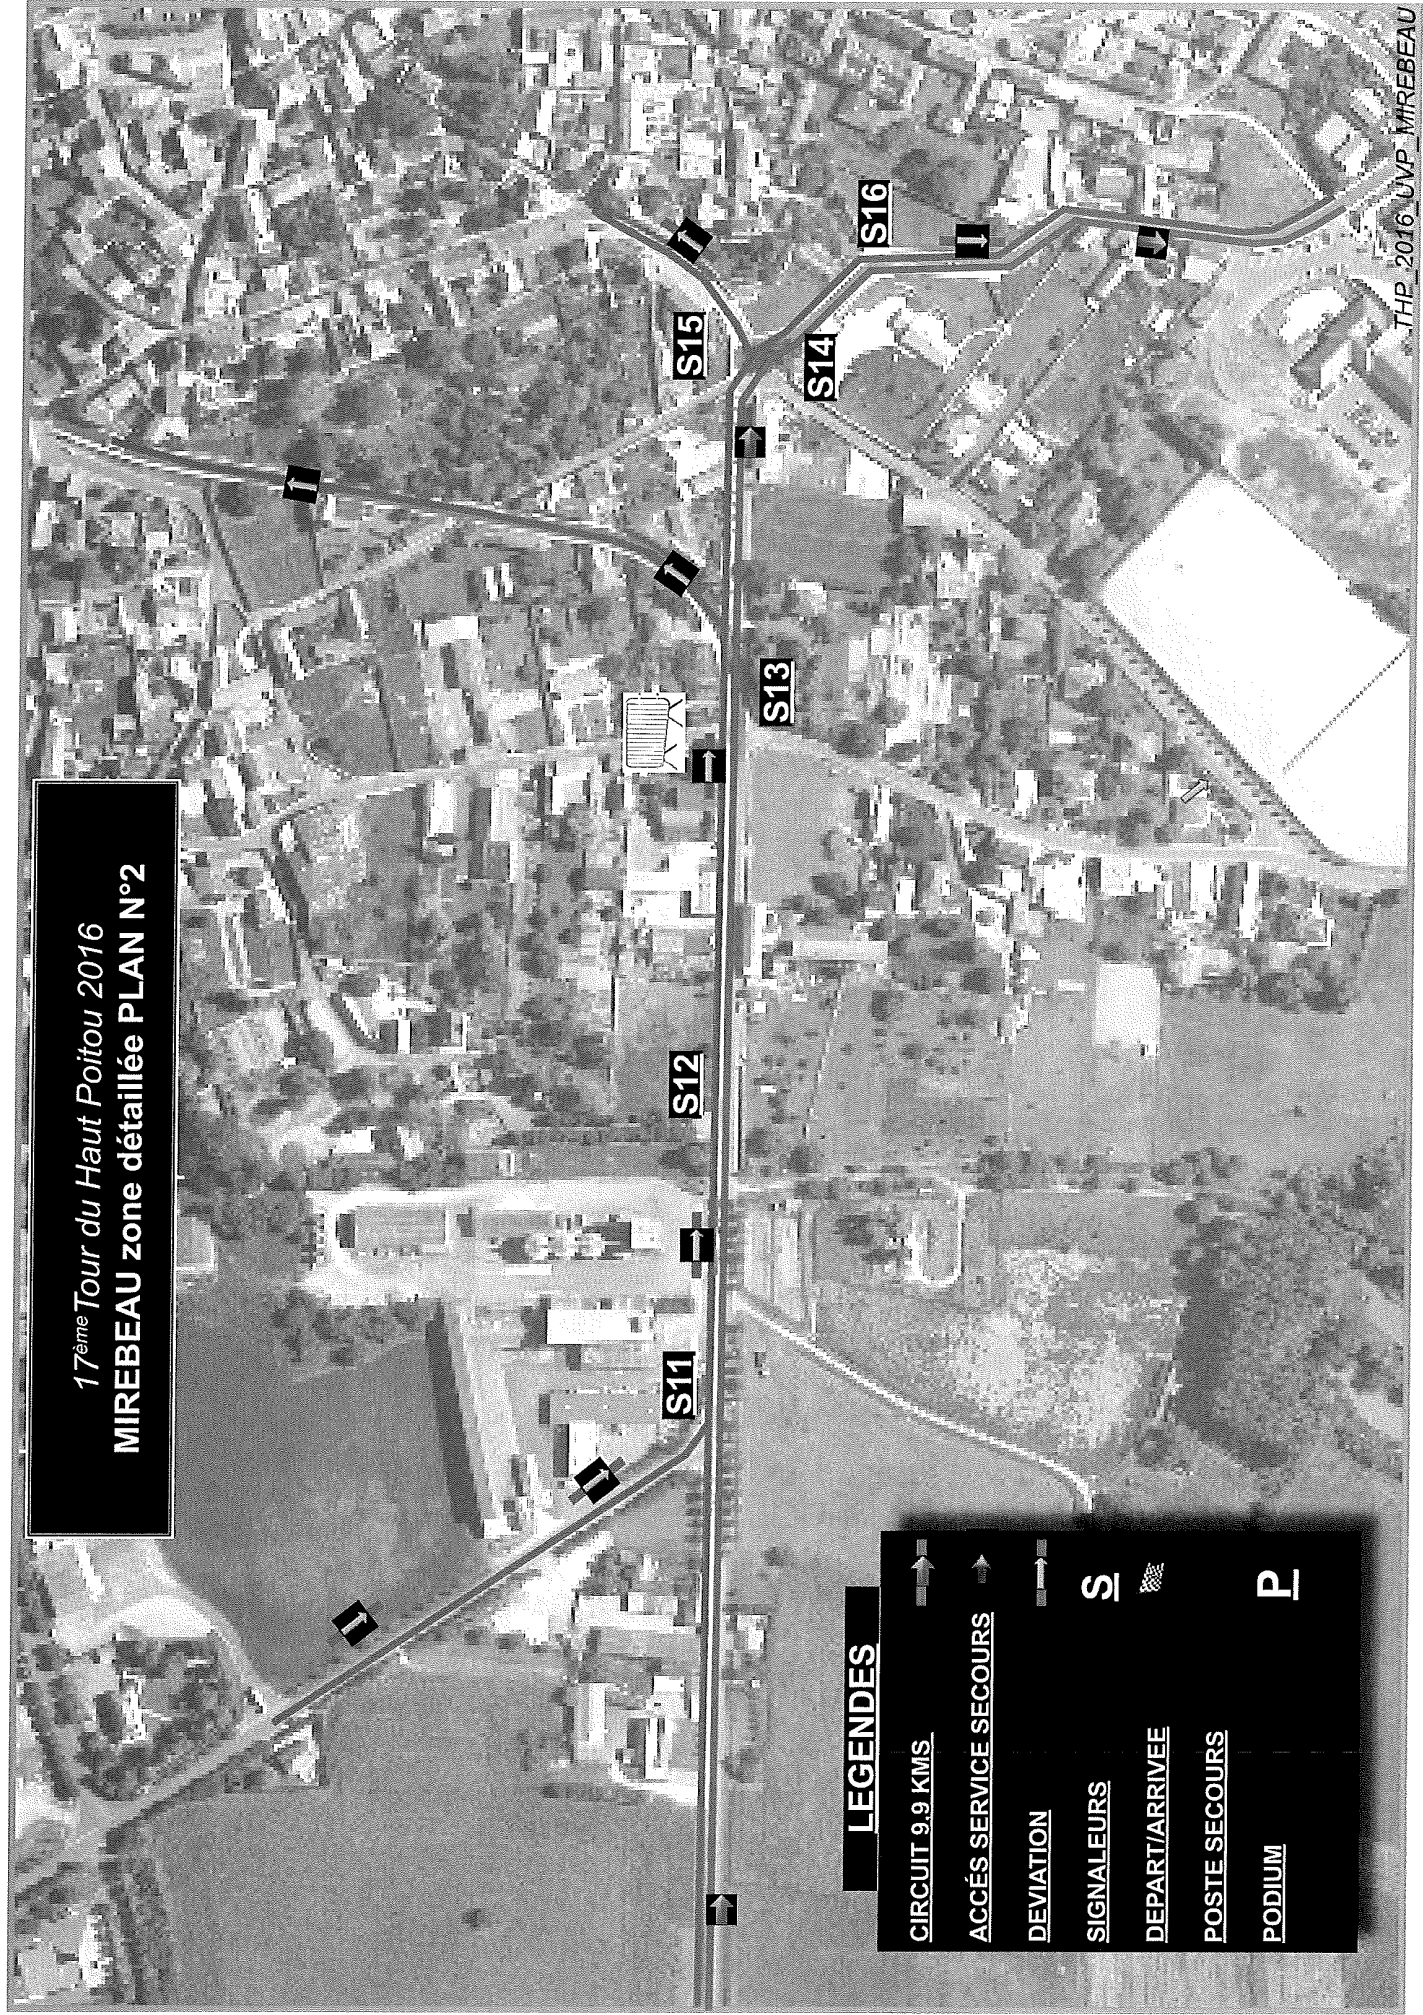 17ème Tour du Haut Poitou 2016
MIREBEAU zone détaillée PLAN N°2
S11
S12
S13
S14
S15
S16
LEGENDES
CIRCUIT 9,9 KMS
ACCÉS SERVICE SECOURS
DEVIATION
SIGNALEURS S
DEPART/ARRIVEE
POSTE SECOURS
PODIUM P
THP_2016_UVP_MIREBEAU